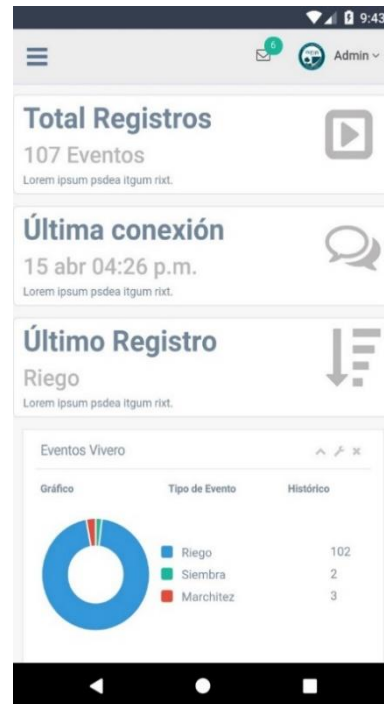 9:43
6
Admin
Total Registros
107 Eventos
Lorem ipsum psdea itgum rixt.
Última conexión
15 abr 04:26 p.m.
Lorem ipsum psdea itgum rixt.
Último Registro
Riego
Lorem ipsum psdea itgum rixt.
Eventos Vivero
Gráfico Tipo de Evento Histórico
Riego 102
Siembra 2
Marchitez 3